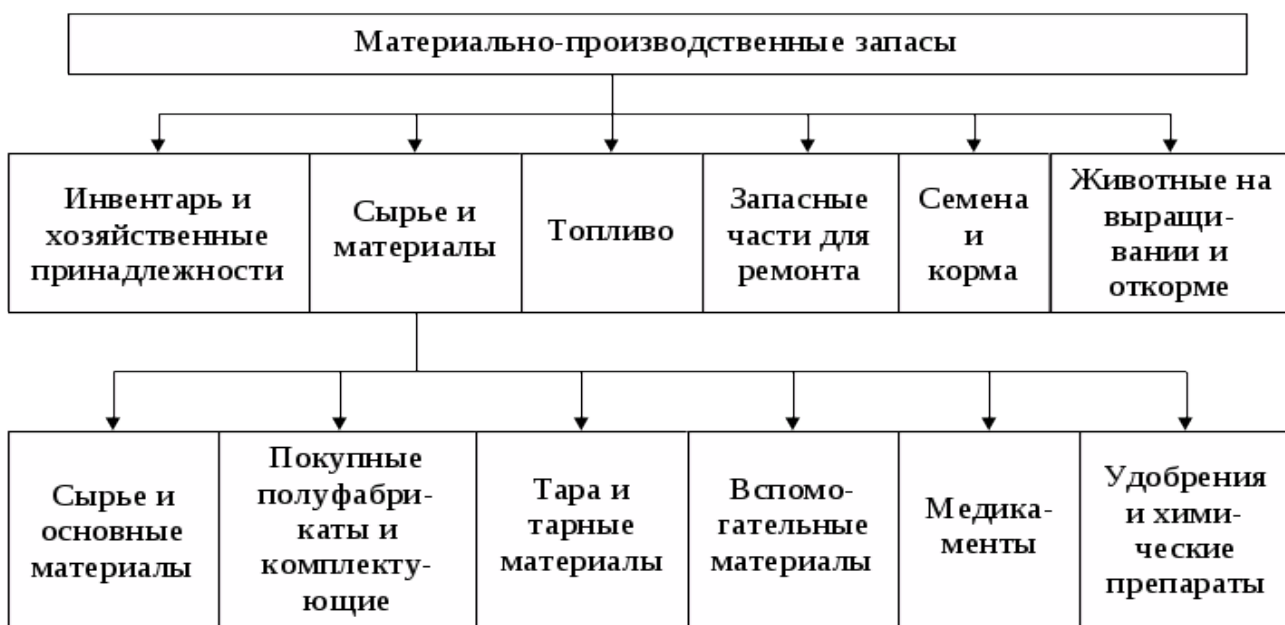 Материально-производственные запасы
Инвентарь и
хозяйственные
принадлежности
Сырье и
материалы
Топливо
Запасные
части для
ремонта
Семена
и
корма
Животные на
выращи-
вании и
откорме
Сырье и
основные
материалы
Покупные
полуфабри-
каты и
комплекту-
ющие
Тара и
тарные
материалы
Вспомо-
гательные
материалы
Медика-
менты
Удобрения
и хими-
ческие
препараты